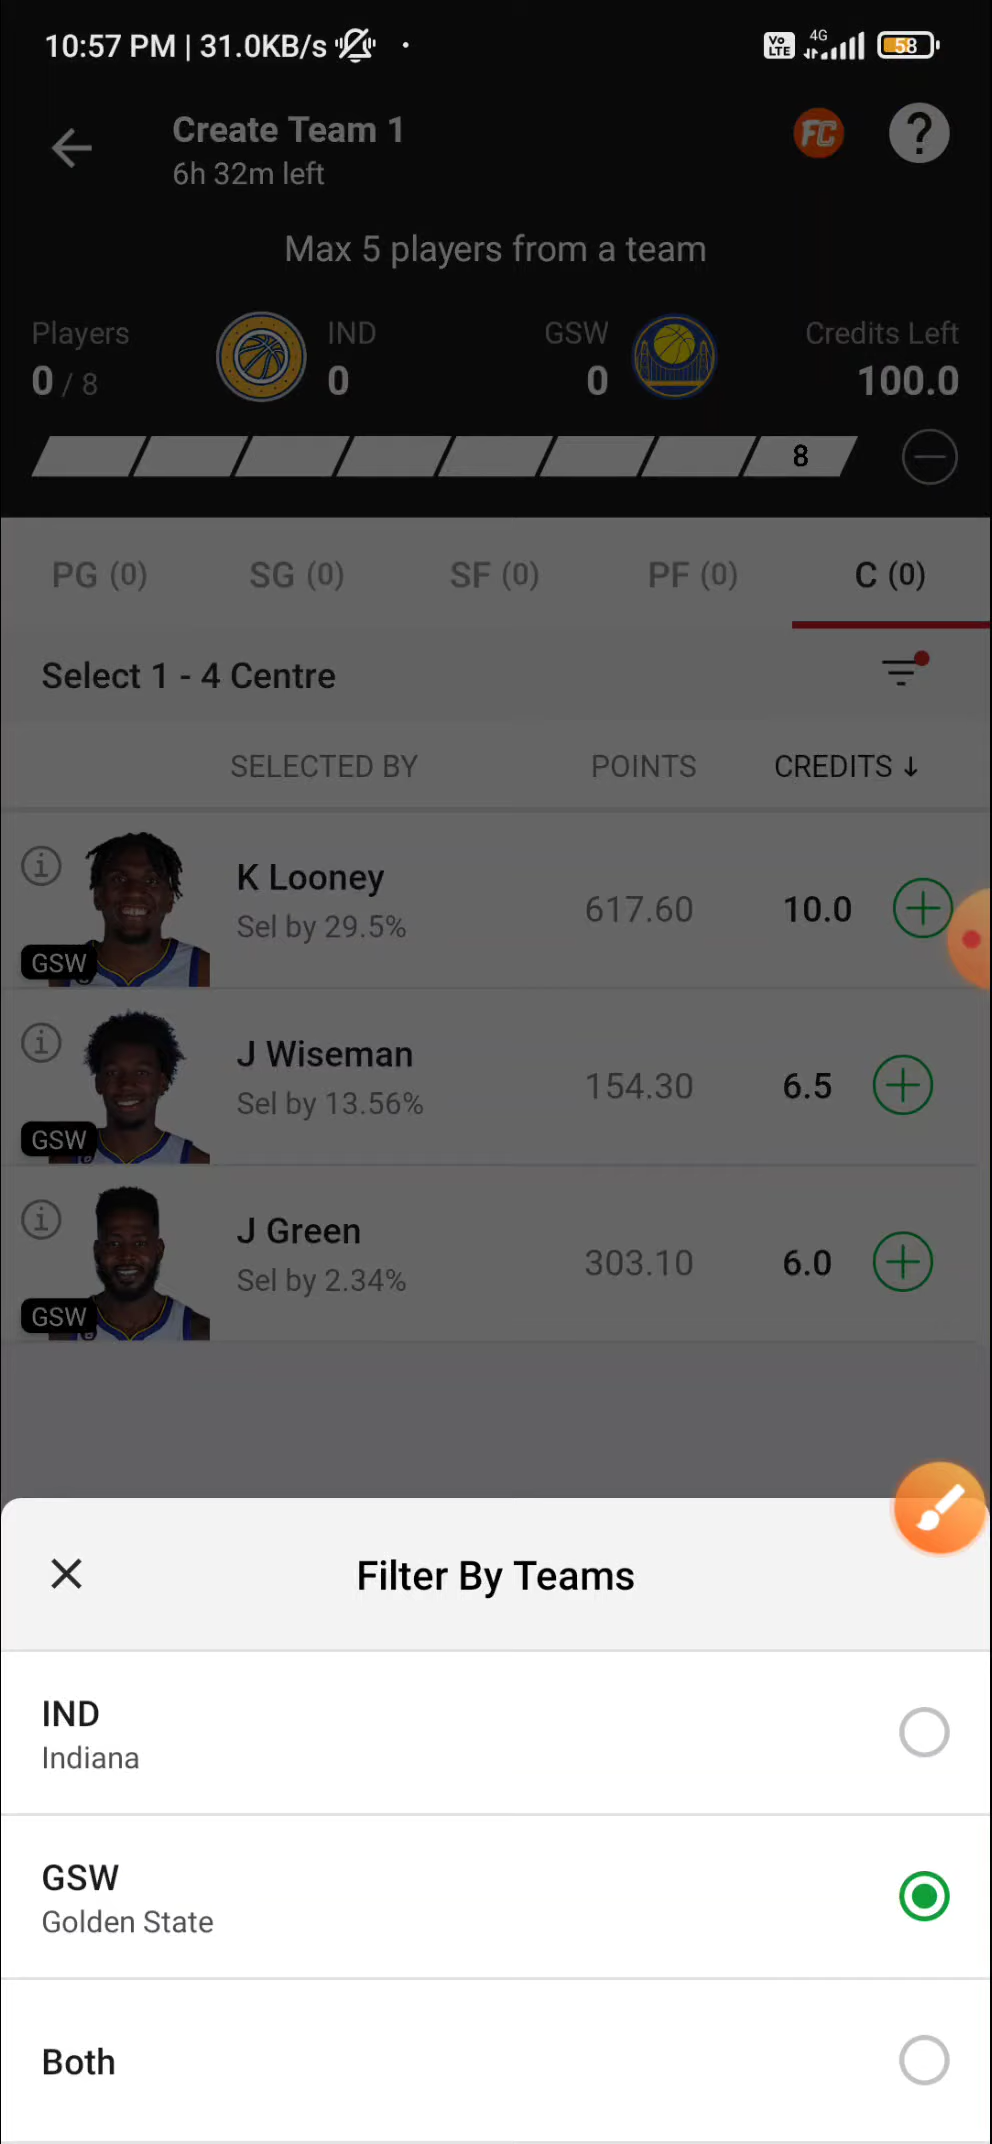 10:57 PM | 31.0KB/s
Vo LTE 4G 58
Create Team 1
6h 32m left
FC ?
Max 5 players from a team
Players IND GSW Credits Left
0 / 8 0 0 100.0
8
PG (0) SG (0) SF (0) PF (0) C (0)
Select 1 - 4 Centre
SELECTED BY POINTS CREDITS ↓
K Looney
Sel by 29.5% 617.60 10.0
GSW
J Wiseman
Sel by 13.56% 154.30 6.5
GSW
J Green
Sel by 2.34% 303.10 6.0
GSW
Filter By Teams
IND
Indiana
GSW
Golden State
Both